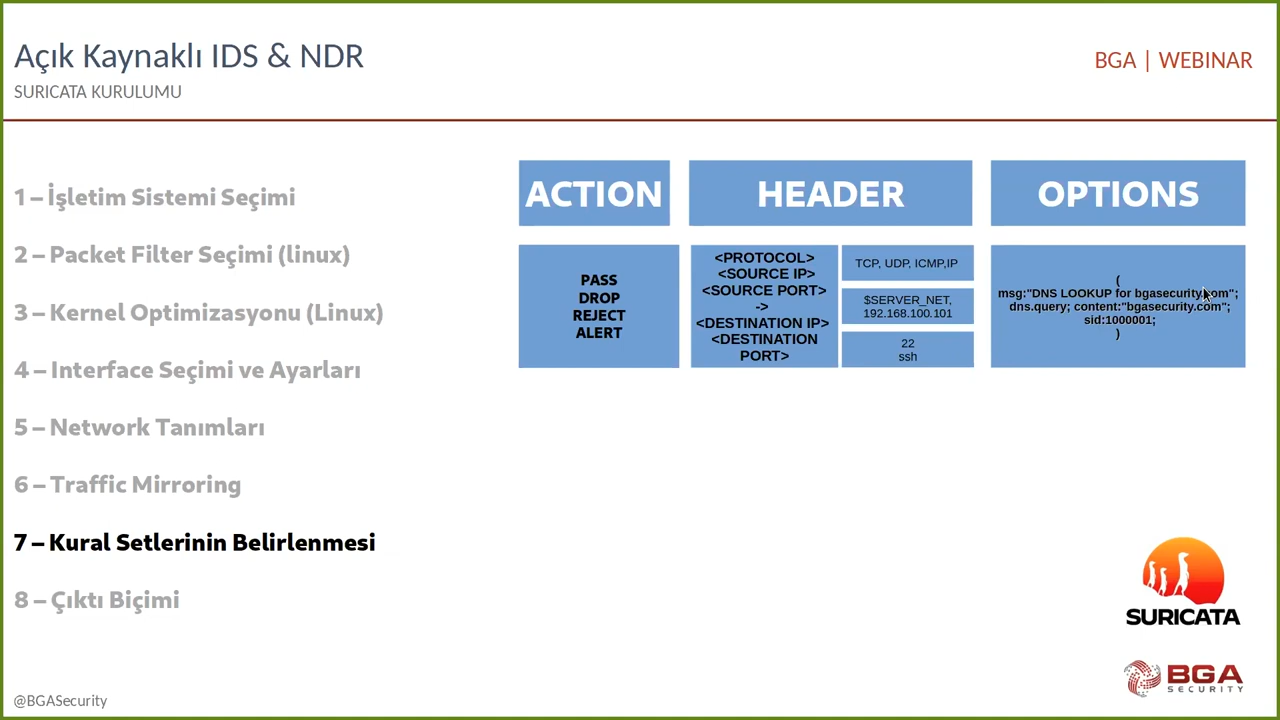 Açık Kaynaklı IDS & NDR
BGA | WEBINAR
SURICATA KURULUMU
1 – İşletim Sistemi Seçimi
2 – Packet Filter Seçimi (linux)
3 – Kernel Optimizasyonu (Linux)
4 – Interface Seçimi ve Ayarları
5 – Network Tanımları
6 – Traffic Mirroring
7 – Kural Setlerinin Belirlenmesi
8 – Çıktı Biçimi
ACTION
HEADER
OPTIONS
PASS
DROP
REJECT
ALERT
<PROTOCOL>
<SOURCE IP>
<SOURCE PORT>
->
<DESTINATION IP>
<DESTINATION
PORT>
TCP, UDP, ICMP,IP
$SERVER_NET,
192.168.100.101
22
ssh
(
msg:"DNS LOOKUP for bgasecurity.com";
dns.query; content:"bgasecurity.com";
sid:1000001;
)
SURICATA
BGA
SECURITY
@BGASecurity